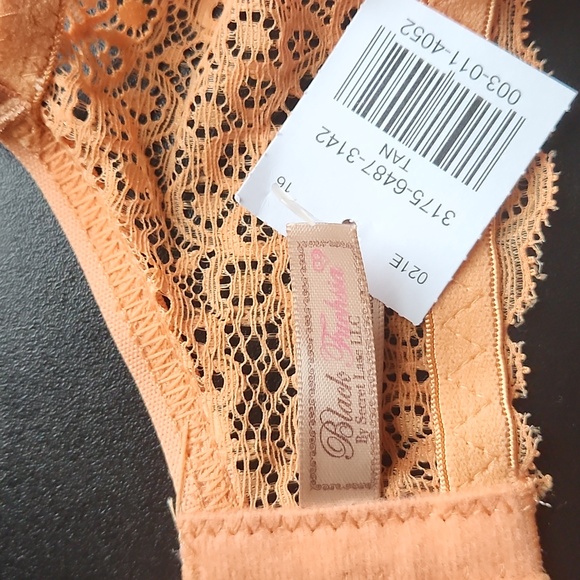 003-011-4052
3175-6487-3142
TAN
16
021E
Black Fuchsia
By Secret Lace LLC